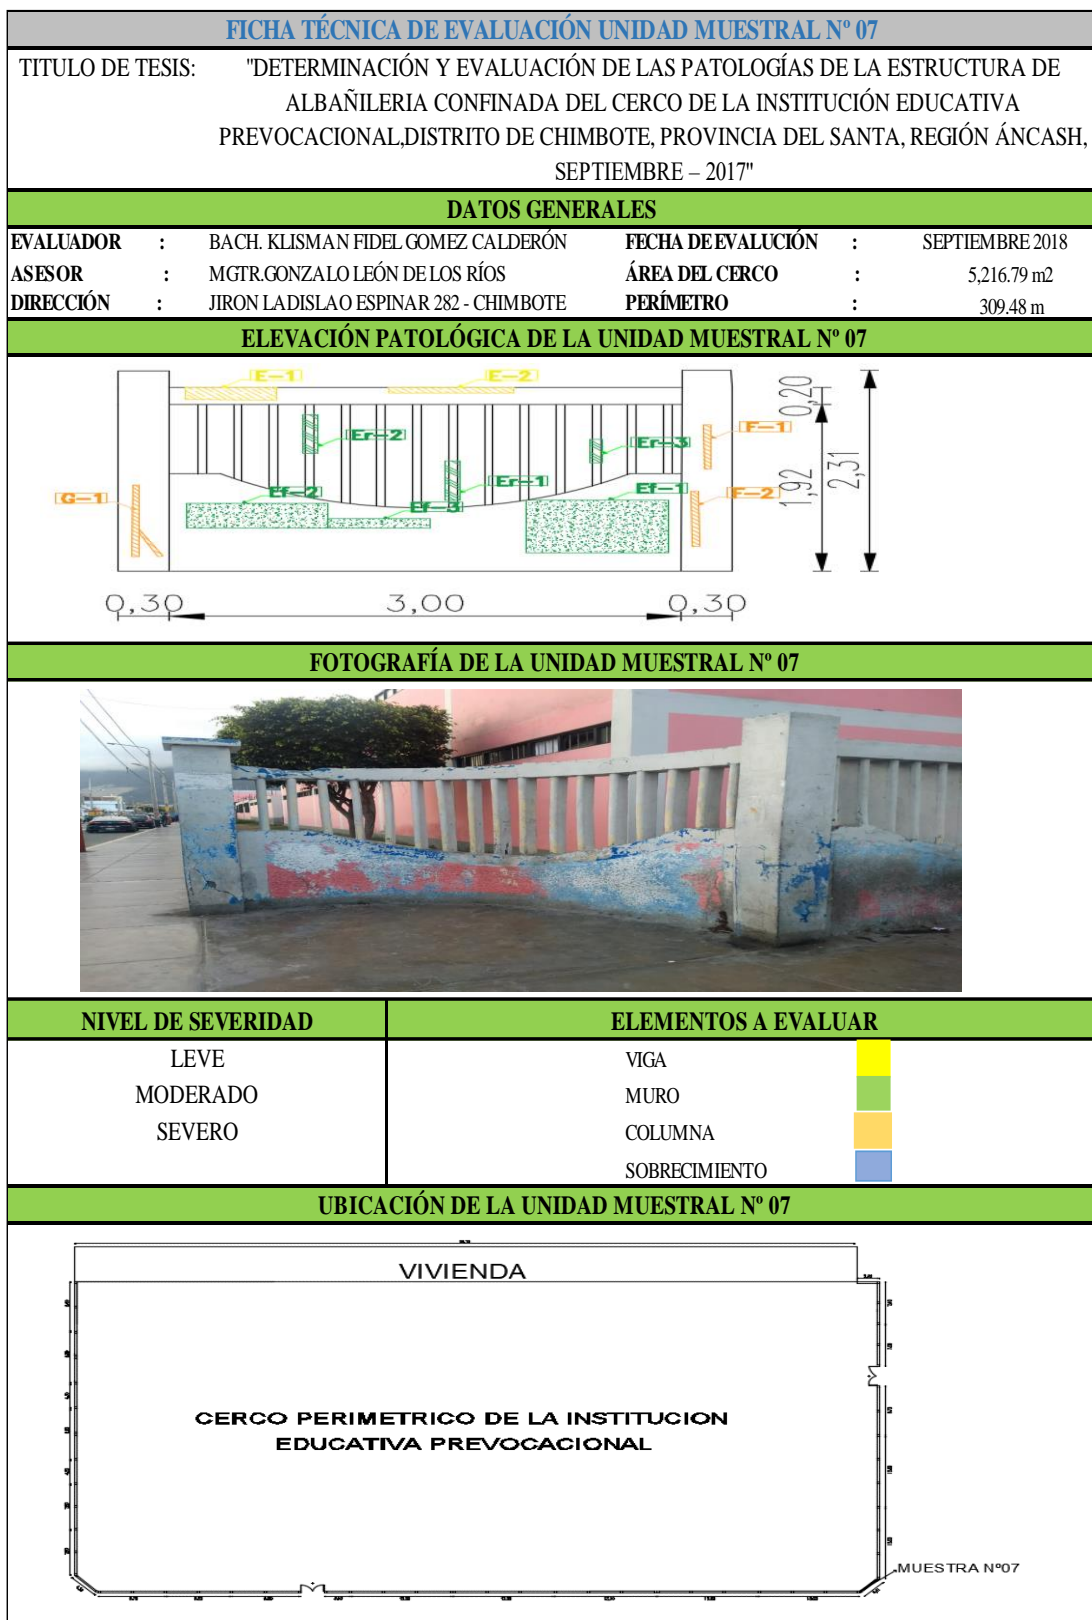 FICHA TÉCNICA DE EVALUACIÓN UNIDAD MUESTRAL Nº 07
TITULO DE TESIS: "DETERMINACIÓN Y EVALUACIÓN DE LAS PATOLOGÍAS DE LA ESTRUCTURA DE
ALBAÑILERIA CONFINADA DEL CERCO DE LA INSTITUCIÓN EDUCATIVA
PREVOCACIONAL,DISTRITO DE CHIMBOTE, PROVINCIA DEL SANTA, REGIÓN ÁNCASH,
SEPTIEMBRE – 2017"
DATOS GENERALES
EVALUADOR : BACH. KLISMAN FIDEL GOMEZ CALDERÓN FECHA DE EVALUCIÓN : SEPTIEMBRE 2018
ASESOR : MGTR.GONZALO LEÓN DE LOS RÍOS ÁREA DEL CERCO : 5,216.79 m2
DIRECCIÓN : JIRON LADISLAO ESPINAR 282 - CHIMBOTE PERÍMETRO : 309.48 m
ELEVACIÓN PATOLÓGICA DE LA UNIDAD MUESTRAL Nº 07
E-1 E-2
0,20
F-1
Er-2 Er-3
2,31
1,92
Er-1
G-1 Ef-2 Ef-3 Ef-1 F-2
0,30 3,00 0,30
FOTOGRAFÍA DE LA UNIDAD MUESTRAL Nº 07
NIVEL DE SEVERIDAD ELEMENTOS A EVALUAR
LEVE VIGA
MODERADO MURO
SEVERO COLUMNA
SOBRECIMIENTO
UBICACIÓN DE LA UNIDAD MUESTRAL Nº 07
VIVIENDA
CERCO PERIMETRICO DE LA INSTITUCION
EDUCATIVA PREVOCACIONAL
MUESTRA Nº07